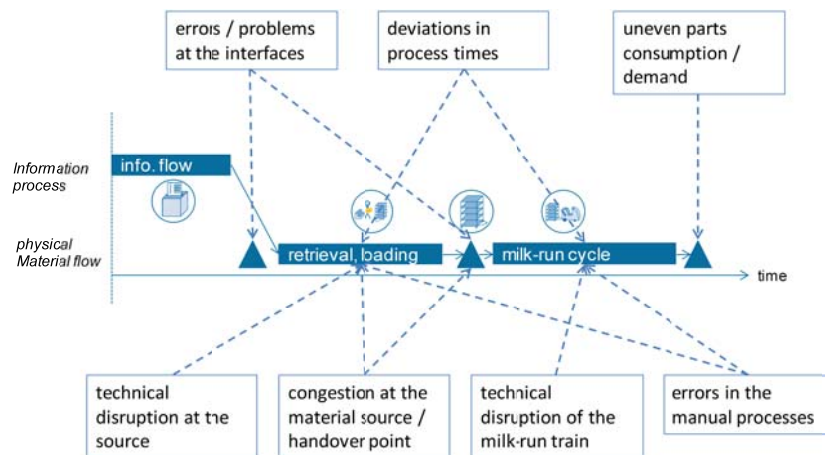 errors / problems
at the interfaces
deviations in
process times
uneven parts
consumption /
demand
Information
process
info. flow
physical
Material flow
retrieval, loading
milk-run cycle
time
technical
disruption at the
source
congestion at the
material source /
handover point
technical
disruption of the
milk-run train
errors in the
manual processes